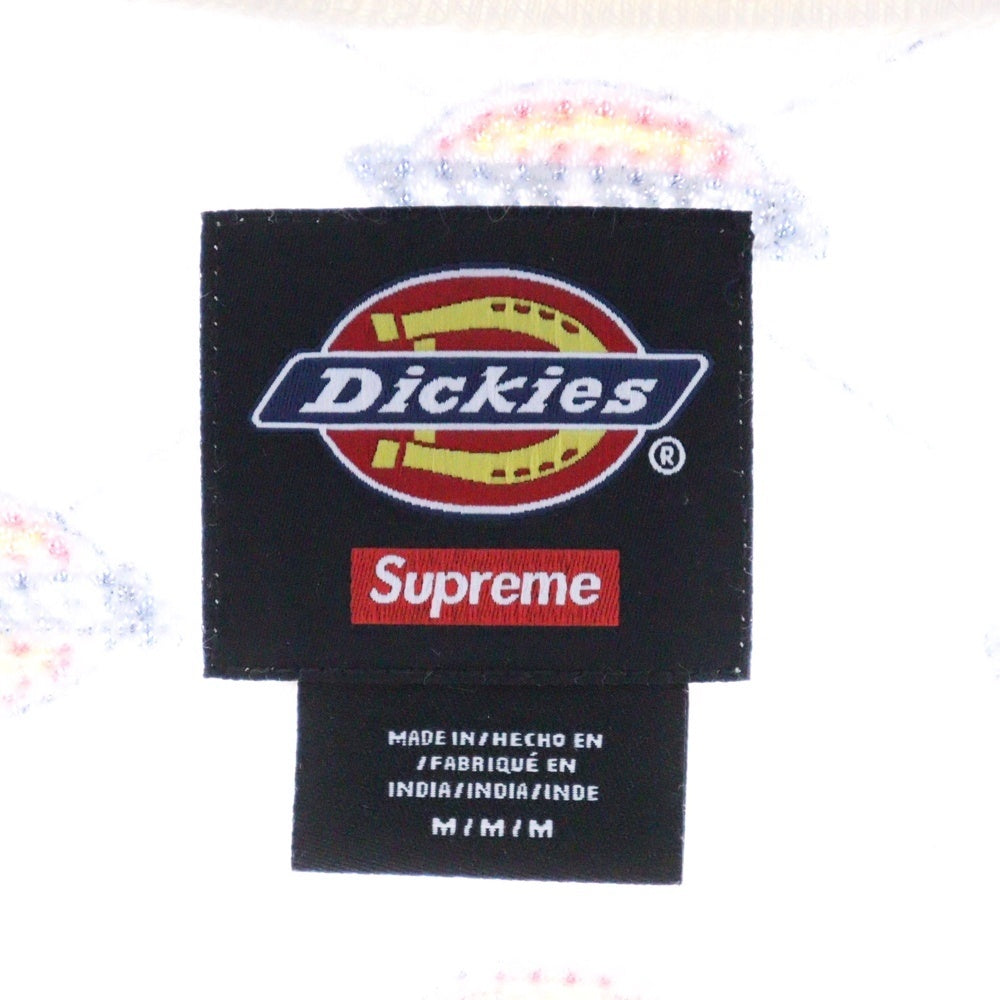 Dickies
®
Supreme
MADE IN/HECHO EN
/FABRIQUÉ EN
INDIA/INDIA/INDE
M/M/M